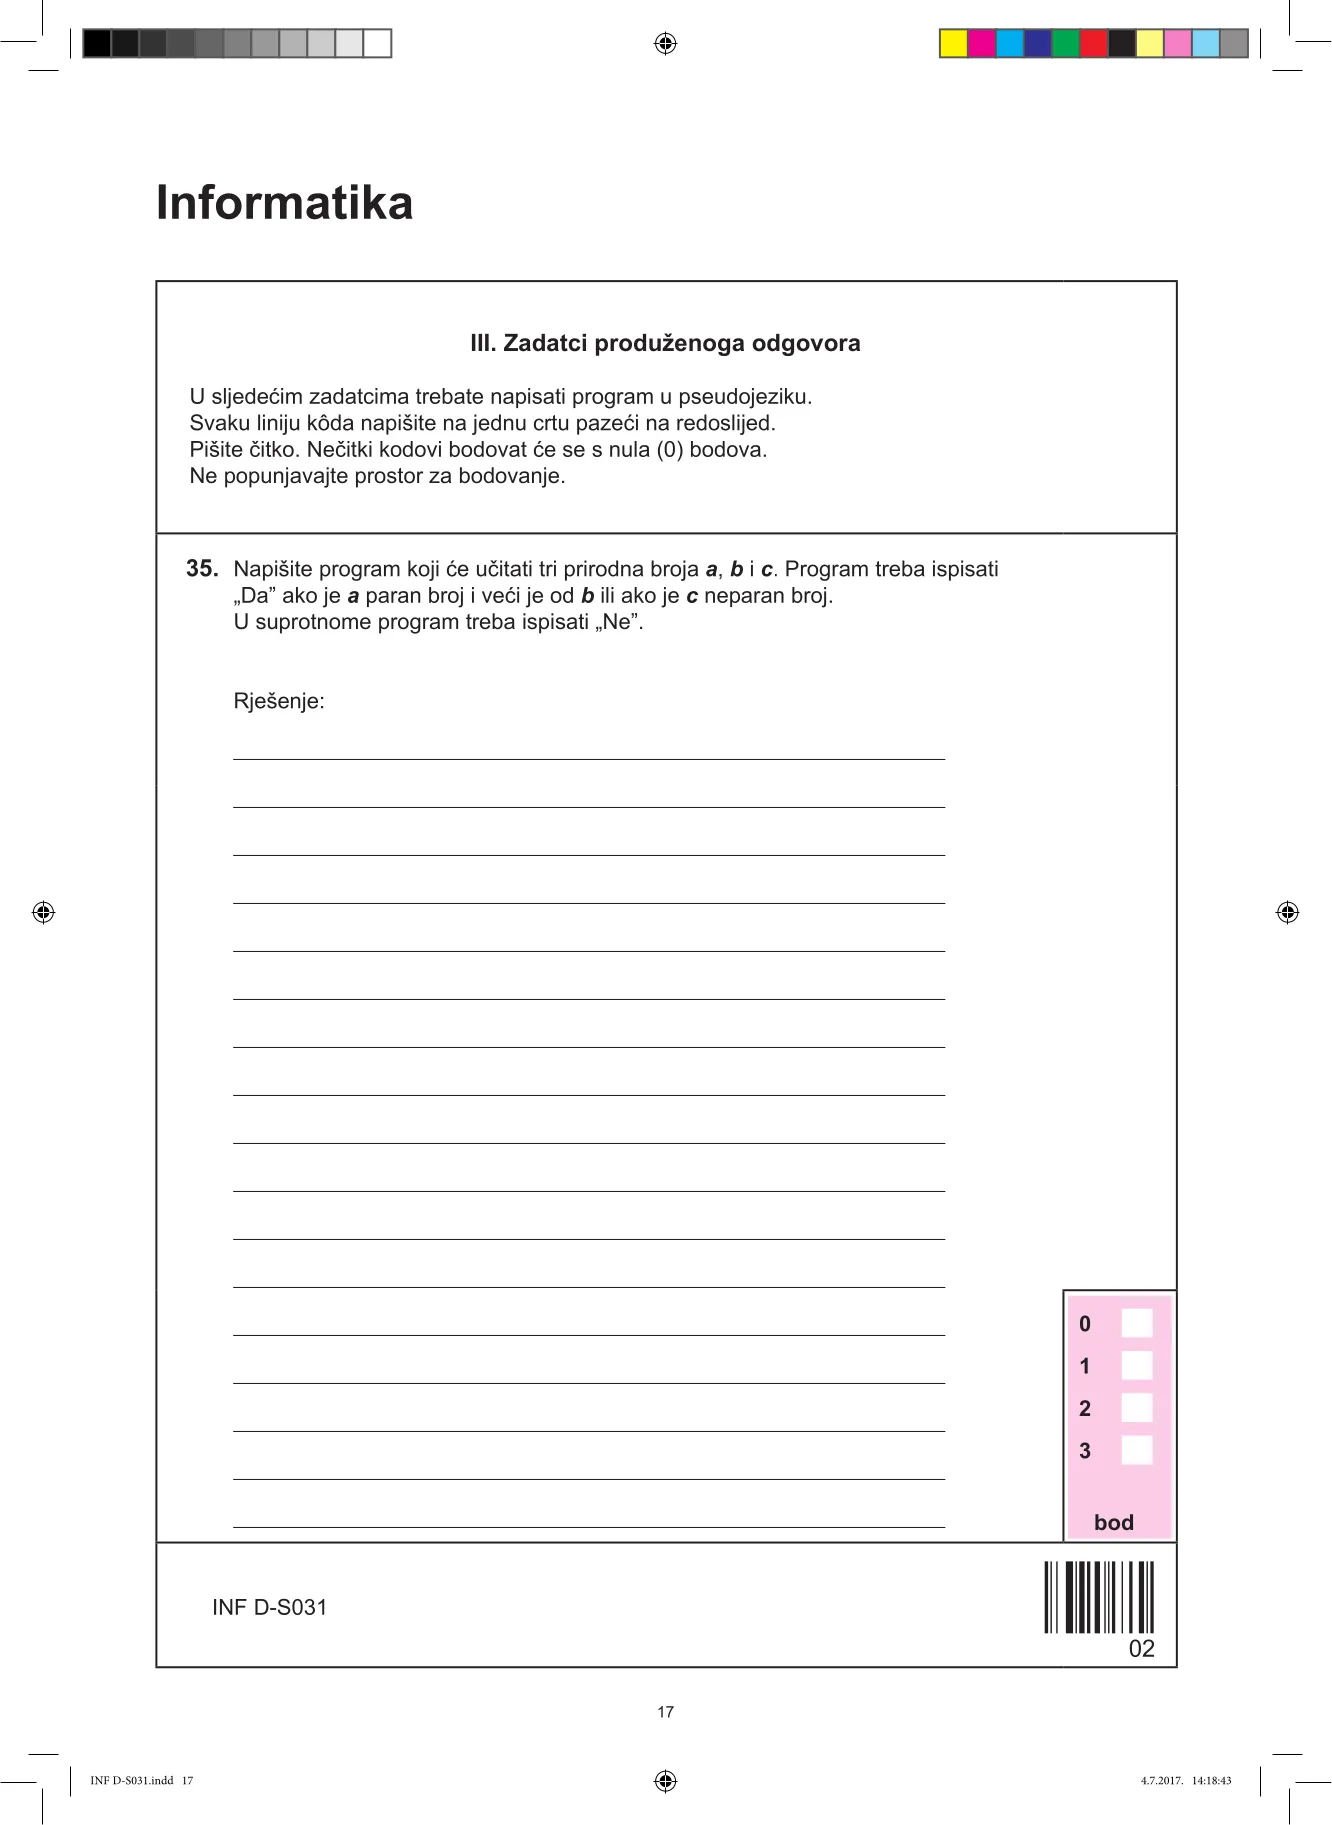 Informatika
III. Zadatci produženoga odgovora
U sljedećim zadatcima trebate napisati program u pseudojeziku.
Svaku liniju kôda napišite na jednu crtu pazeći na redoslijed.
Pišite čitko. Nečitki kodovi bodovat će se s nula (0) bodova.
Ne popunjavajte prostor za bodovanje.
35. Napišite program koji će učitati tri prirodna broja a, b i c. Program treba ispisati
„Da” ako je a paran broj i veći je od b ili ako je c neparan broj.
U suprotnome program treba ispisati „Ne”.
Rješenje:
0
1
2
3
bod
INF D-S031
02
17
INF D-S031.indd 17
4.7.2017. 14:18:43